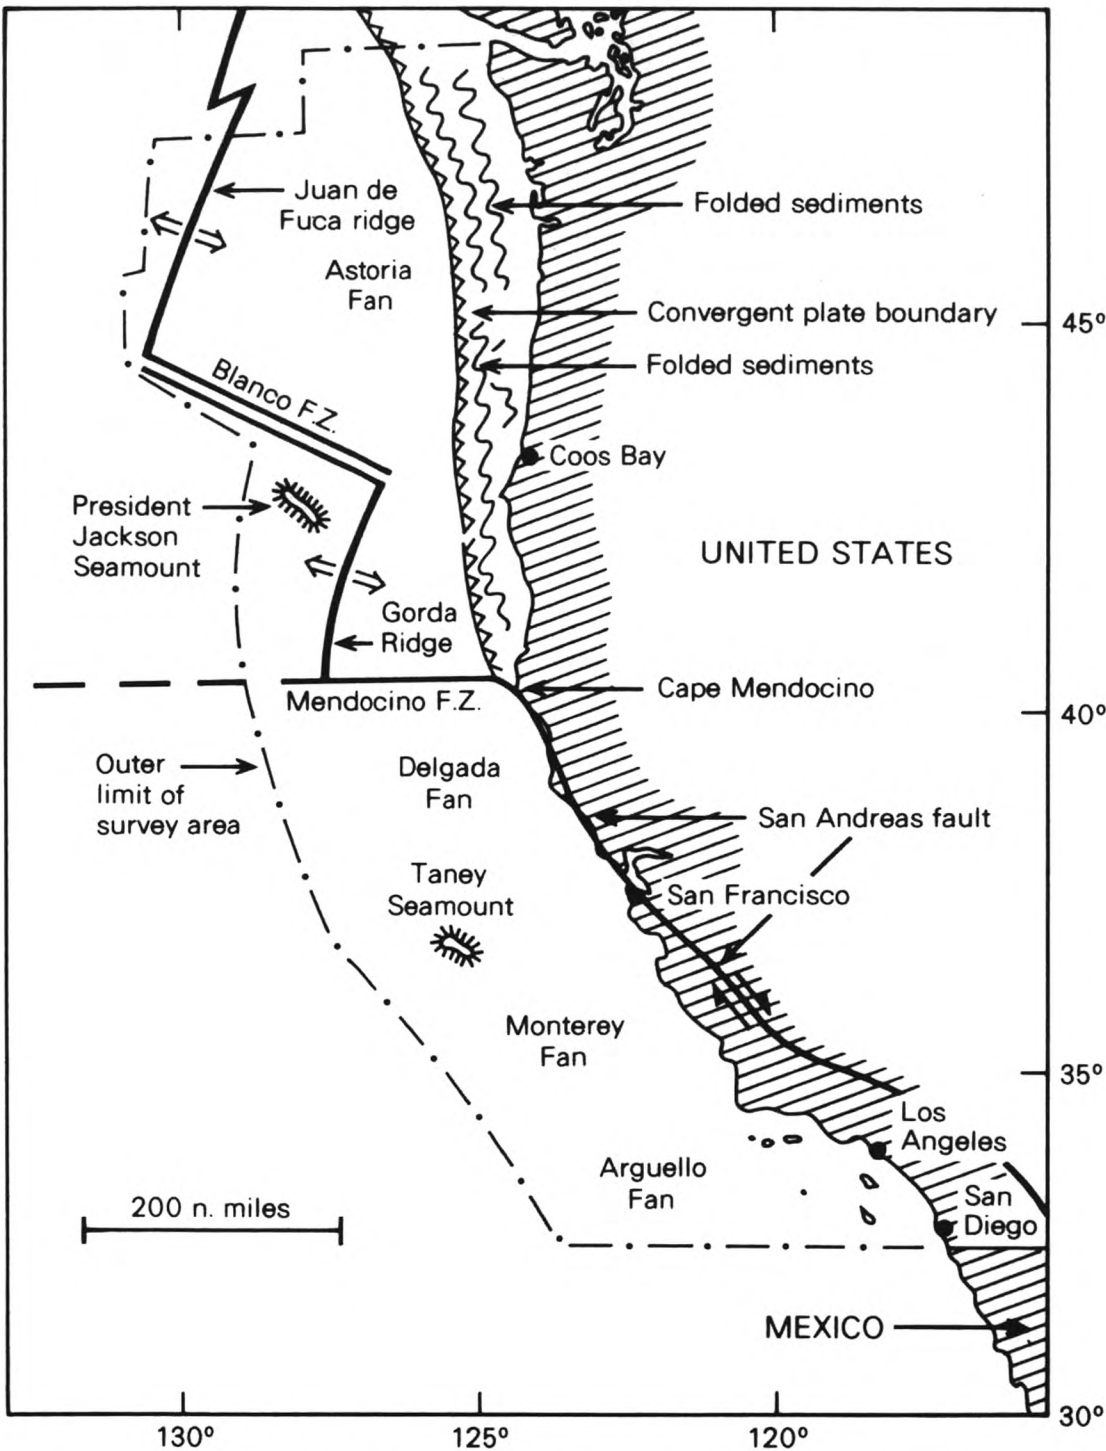 Juan de
Fuca ridge
Folded sediments
Astoria
Fan
Convergent plate boundary
45°
Folded sediments
Blanco F.Z.
Coos Bay
President
Jackson
Seamount
UNITED STATES
Gorda
Ridge
Mendocino F.Z.
Cape Mendocino
40°
Outer
limit of
survey area
Delgada
Fan
San Andreas fault
Taney
Seamount
San Francisco
Monterey
Fan
35°
Los
Angeles
Arguello
Fan
San
Diego
200 n. miles
MEXICO
30°
130°
125°
120°